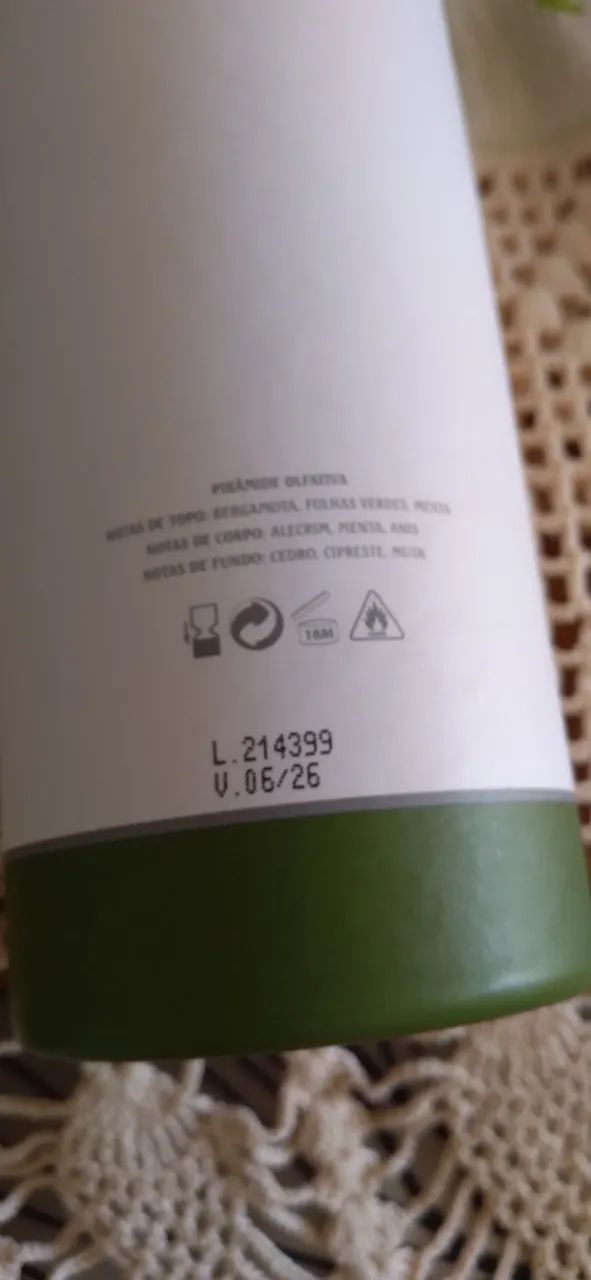 PIRÂMIDE OLFATIVA
NOTAS DE TOPO: BERGAMOTA, FOLHAS VERDES, MENTA
NOTAS DE CORPO: ALECRIM, MENTA, ANIS
NOTAS DE FUNDO: CEDRO, CIPRESTE, MUSK
18M
L.214399
V.06/26